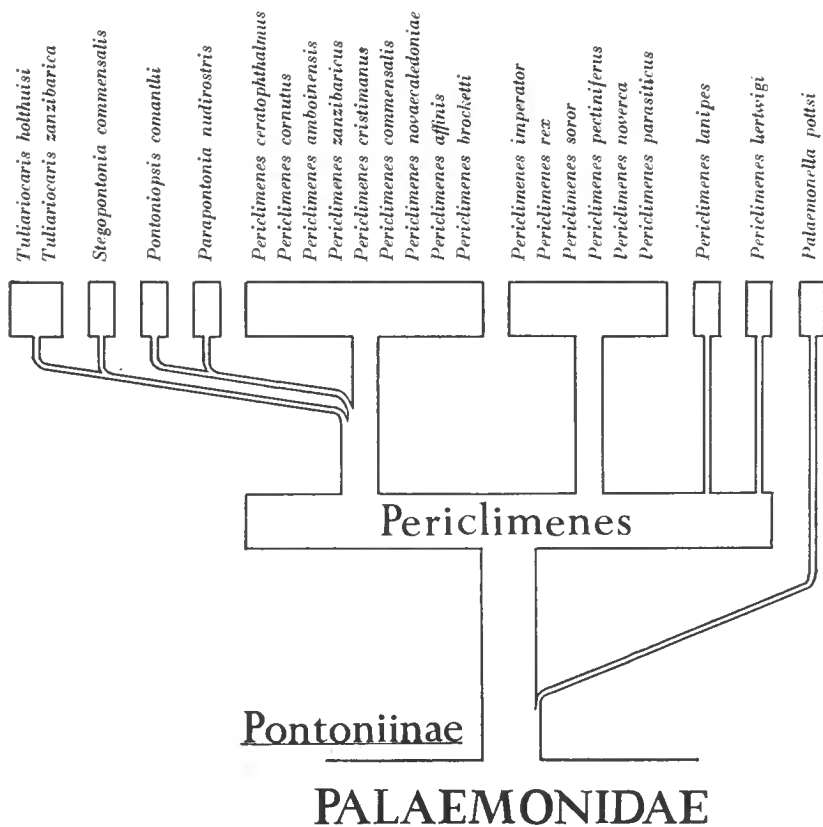 Tuliariocaris holthuisi
Tuliariocaris zanzibarica
Stegopontonia commensalis
Pontoniopsis comanthi
Parapontonia nudirostris
Periclimenes ceratophthalmus
Periclimenes cornutus
Periclimenes amboinensis
Periclimenes zanzibaricus
Periclimenes cristimanus
Periclimenes commensalis
Periclimenes novaecaledoniae
Periclimenes affinis
Periclimenes brocketti
Periclimenes imperator
Periclimenes rex
Periclimenes soror
Periclimenes pectiniferus
Periclimenes noverca
Periclimenes parasiticus
Periclimenes lanipes
Periclimenes hertwigi
Palaemonella pottsi
Periclimenes
Pontoniinae
PALAEMONIDAE